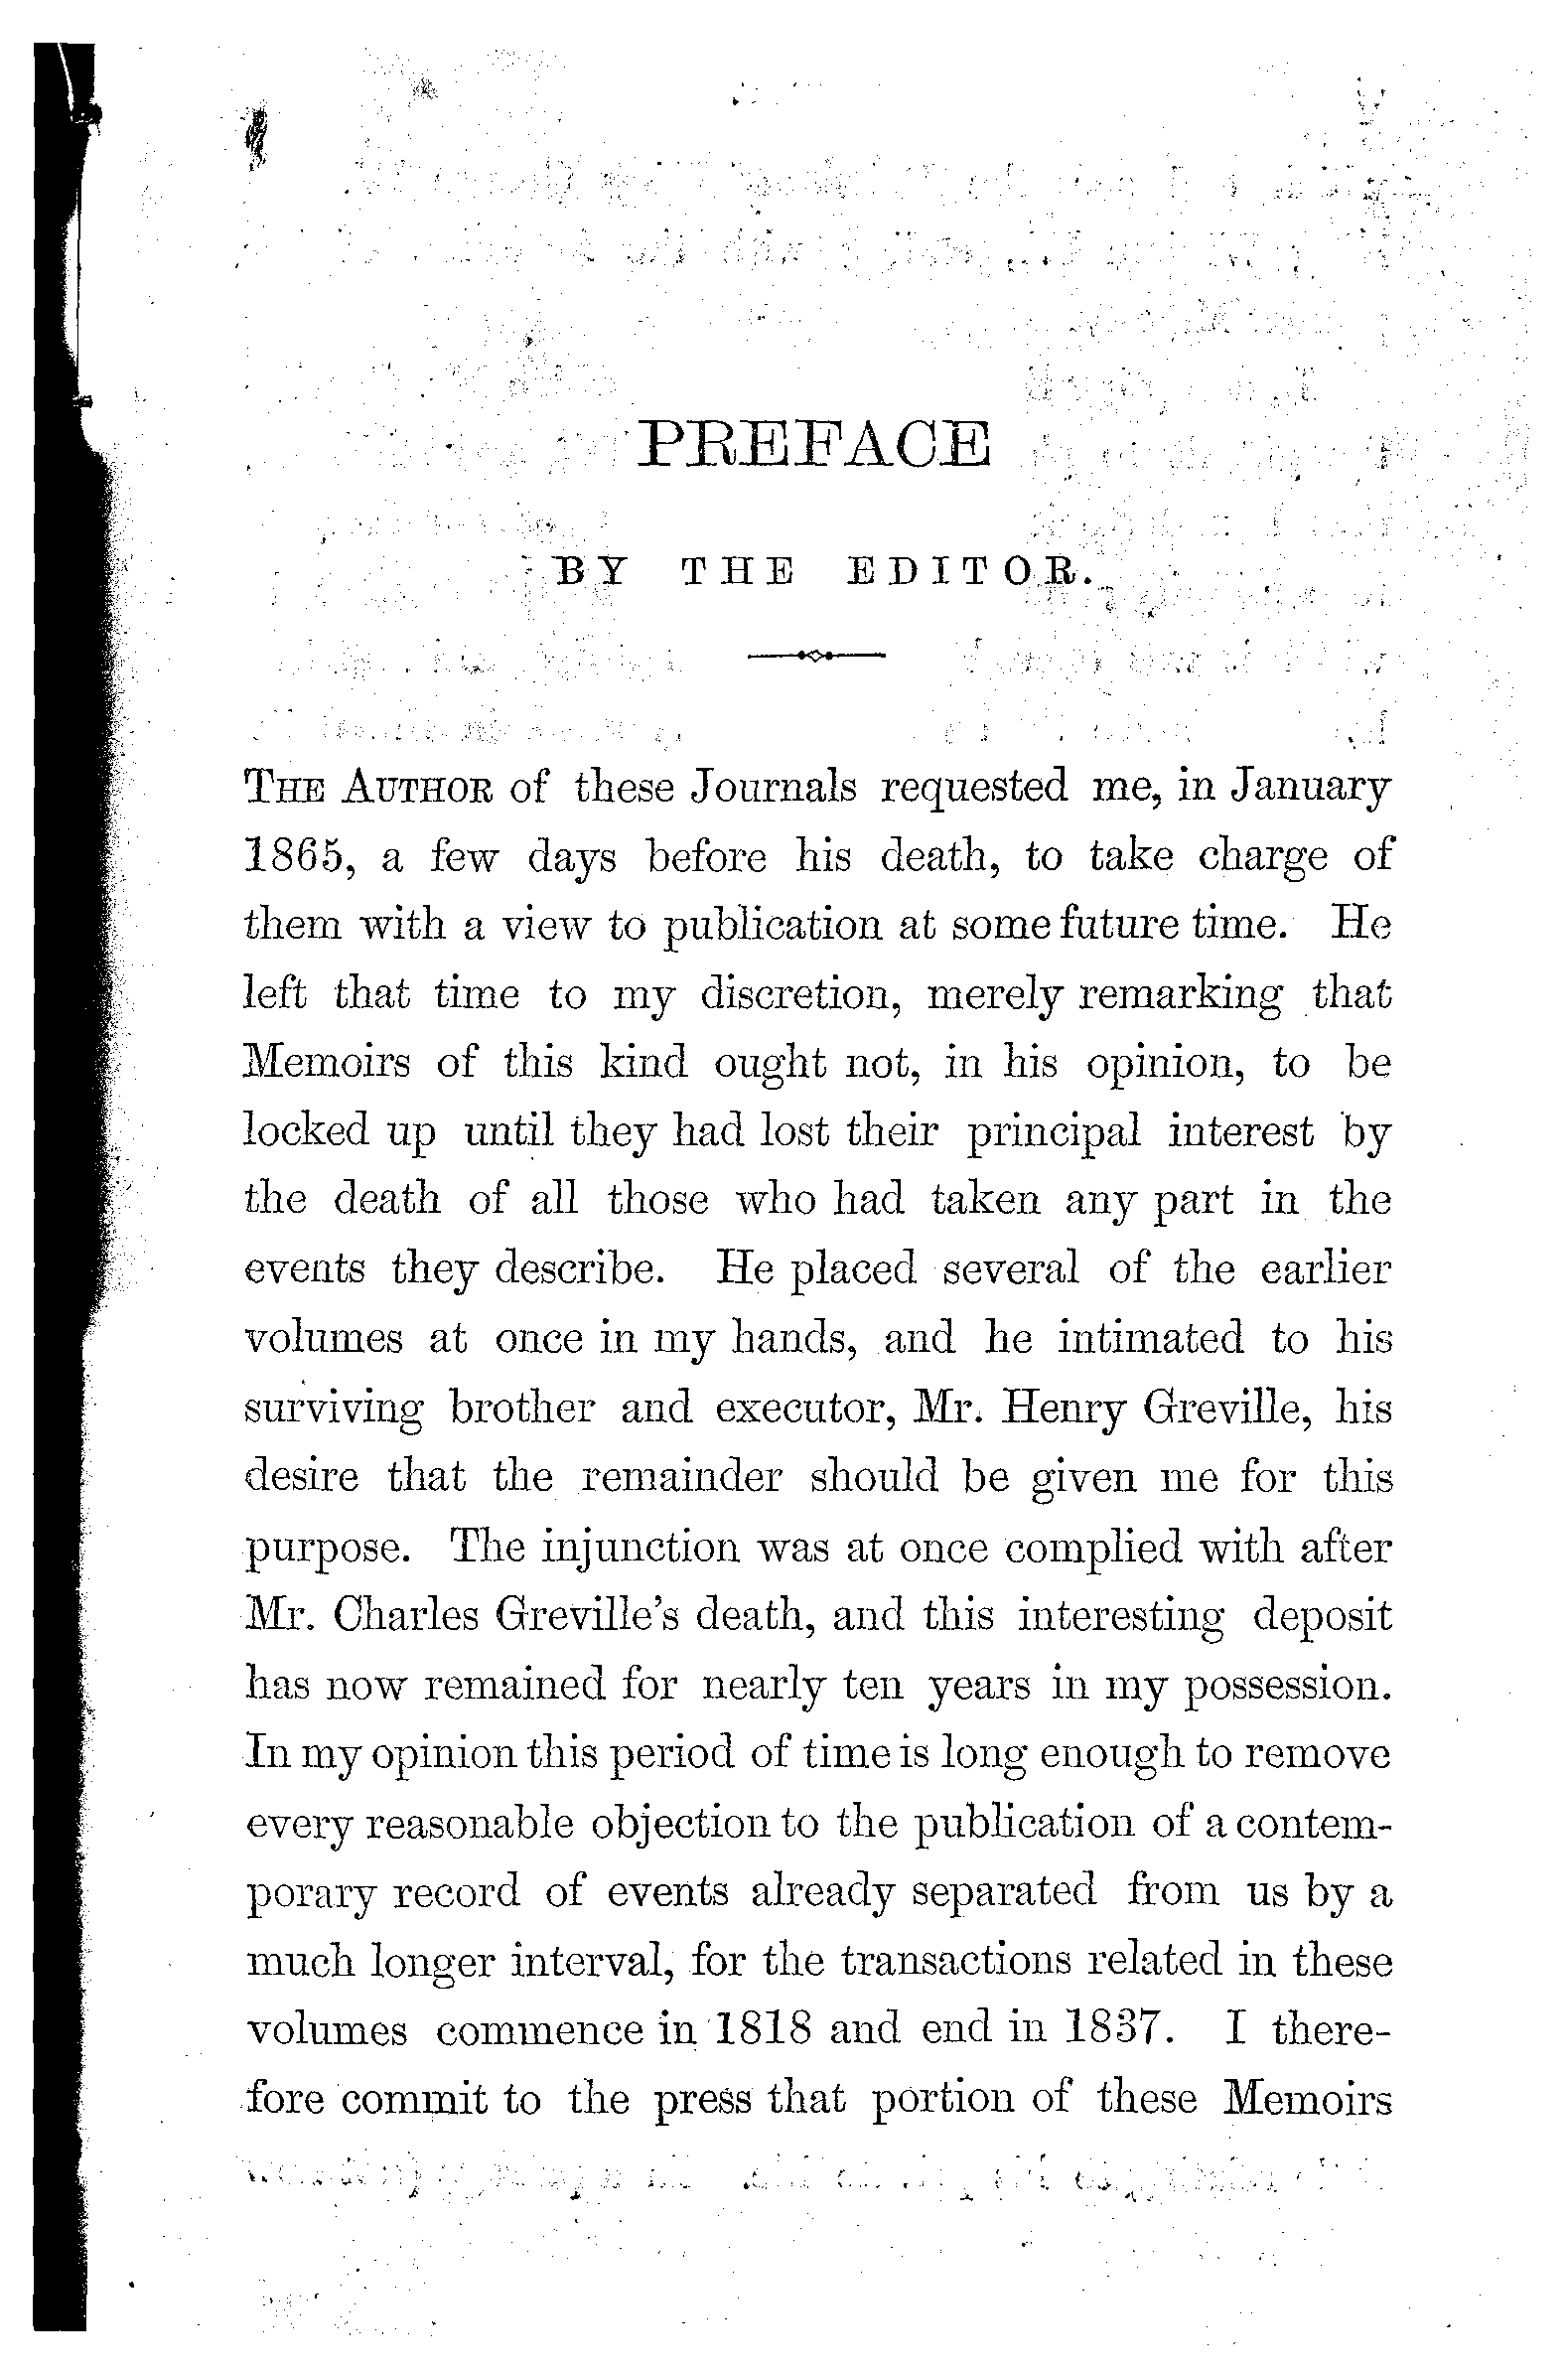 PREFACE
BY THE EDITOR.
THE AUTHOR of these Journals requested me, in January
1865, a few days before his death, to take charge of
them with a view to publication at some future time. He
left that time to my discretion, merely remarking that
Memoirs of this kind ought not, in his opinion, to be
locked up until they had lost their principal interest by
the death of all those who had taken any part in the
events they describe. He placed several of the earlier
volumes at once in my hands, and he intimated to his
surviving brother and executor, Mr. Henry Greville, his
desire that the remainder should be given me for this
purpose. The injunction was at once complied with after
Mr. Charles Greville's death, and this interesting deposit
has now remained for nearly ten years in my possession.
In my opinion this period of time is long enough to remove
every reasonable objection to the publication of a contem-
porary record of events already separated from us by a
much longer interval, for the transactions related in these
volumes commence in 1818 and end in 1837. I there-
fore commit to the press that portion of these Memoirs